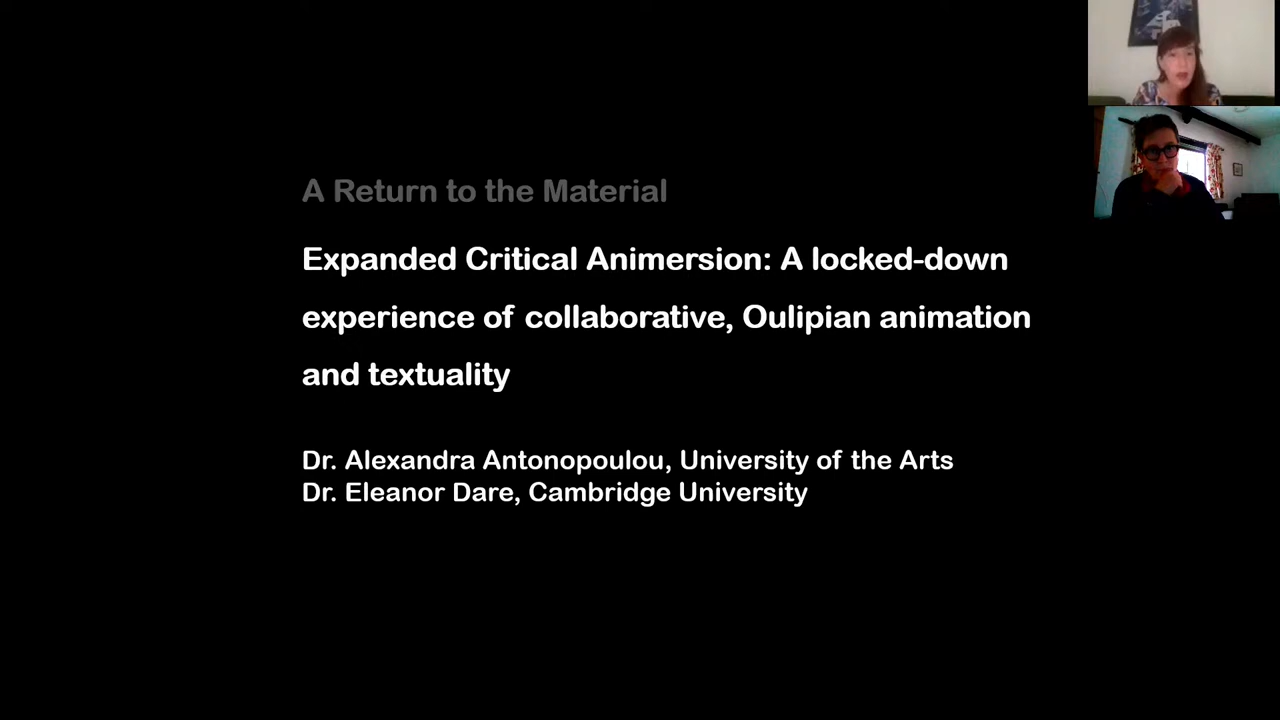 A Return to the Material
Expanded Critical Animersion: A locked-down
experience of collaborative, Oulipian animation
and textuality
Dr. Alexandra Antonopoulou, University of the Arts
Dr. Eleanor Dare, Cambridge University